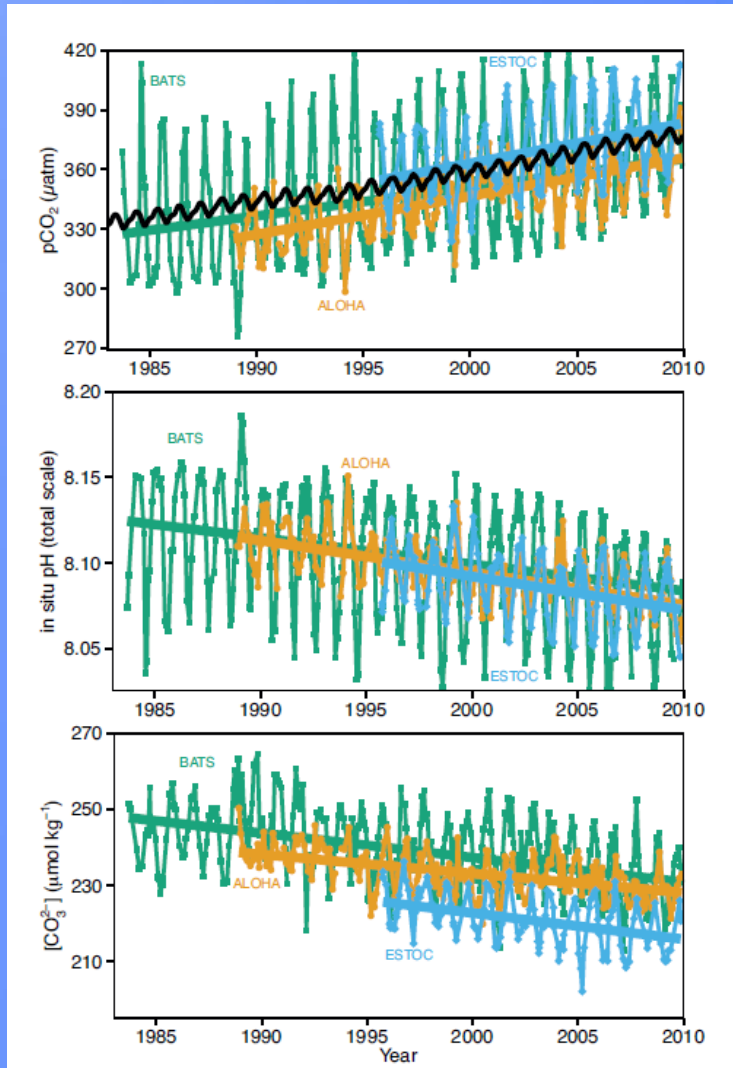 420
390
360
330
300
270
pCO₂ (µatm)
BATS
ESTOC
ALOHA
1985 1990 1995 2000 2005 2010
8.20
8.15
8.10
8.05
in situ pH (total scale)
BATS
ALOHA
ESTOC
1985 1990 1995 2000 2005 2010
270
250
230
210
[CO₃²⁻] (µmol kg⁻¹)
BATS
ALOHA
ESTOC
1985 1990 1995 2000 2005 2010
Year